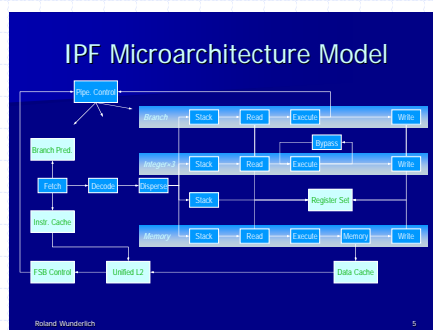 IPF Microarchitecture Model
Pipe. Control
Branch
Stack
Read
Execute
Write
Branch Pred.
Bypass
Integer×2
Stack
Read
Execute
Write
Fetch
Decode
Disperse
Stack
Register Set
Instr. Cache
Memory
Stack
Read
Execute
Memory
Write
FSB Control
Unified L2
Data Cache
Roland Wunderlich
5